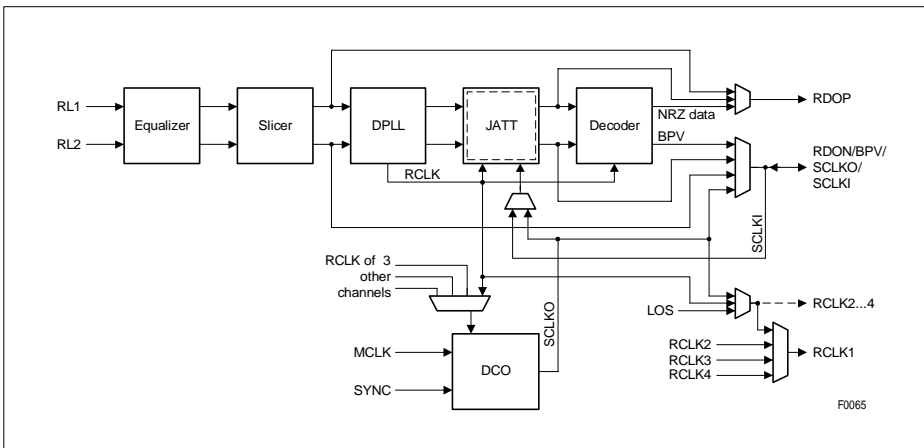 RL1
RL2
Equalizer
Slicer
DPLL
JATT
Decoder
NRZ data
BPV
RCLK
RDOP
RDON/BPV/
SCLKO/
SCLKI
SCLKI
RCLK of 3
other
channels
SCLKO
LOS
RCLK2...4
MCLK
SYNC
DCO
RCLK2
RCLK3
RCLK4
RCLK1
F0065